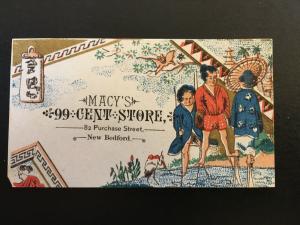 MACY'S
99 CENT STORE,
82 Purchase Street,
New Bedford.